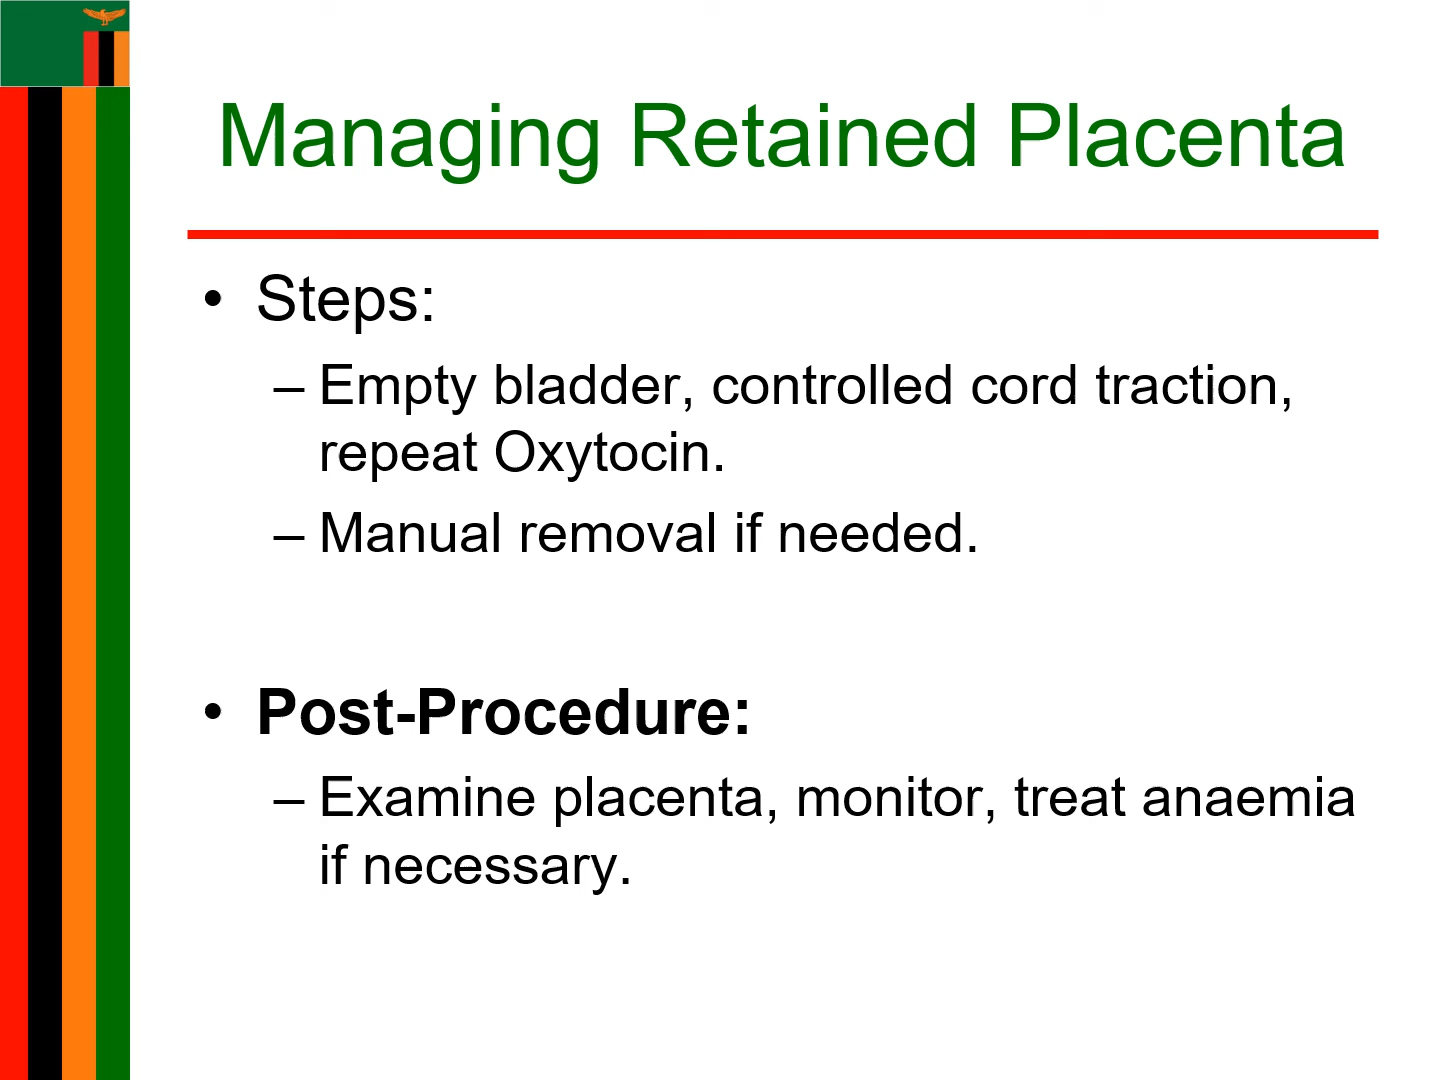 Managing Retained Placenta
• Steps:
– Empty bladder, controlled cord traction,
repeat Oxytocin.
– Manual removal if needed.
• Post-Procedure:
– Examine placenta, monitor, treat anaemia
if necessary.